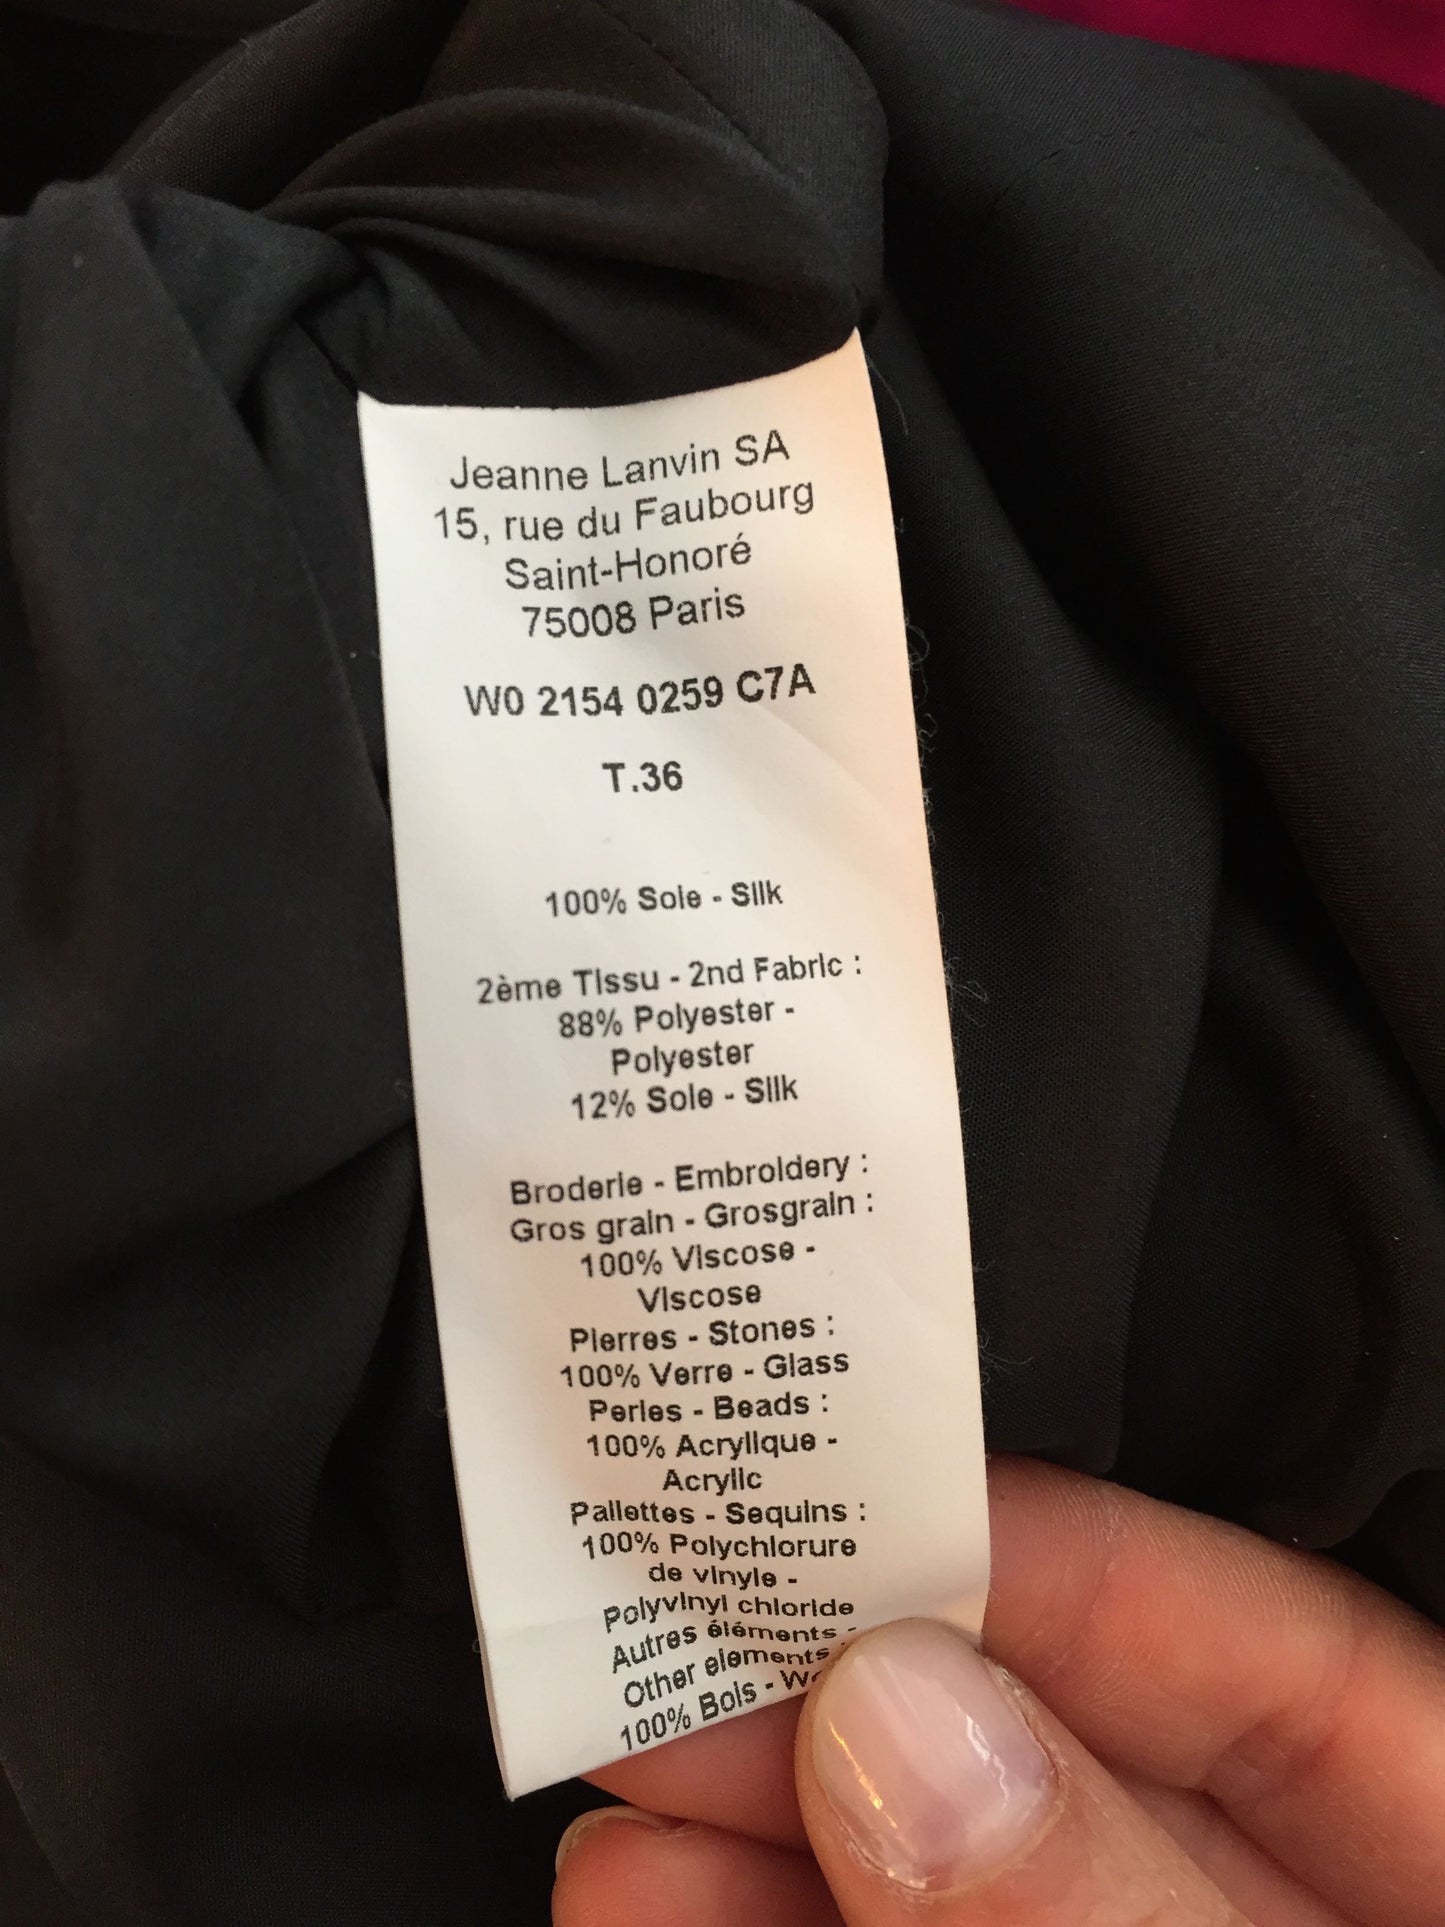 Jeanne Lanvin SA
15, rue du Faubourg
Saint-Honoré
75008 Paris
W0 2154 0259 C7A
T.36
100% Soie - Silk
2ème Tissu - 2nd Fabric :
88% Polyester -
Polyester
12% Soie - Silk
Broderie - Embroidery :
Gros grain - Grosgrain :
100% Viscose -
Viscose
Pierres - Stones :
100% Verre - Glass
Perles - Beads :
100% Acrylique -
Acrylic
Paillettes - Sequins :
100% Polychlorure
de vinyle -
Polyvinyl chloride
Autres éléments -
Other elements
100% Bois -